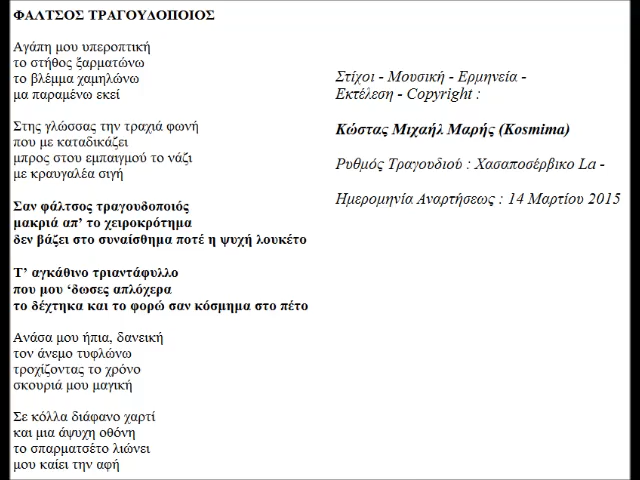 ΦΑΛΤΣΟΣ ΤΡΑΓΟΥΔΟΠΟΙΟΣ
Αγάπη μου υπεροπτική
το στήθος ξαρματώνω
το βλέμμα χαμηλώνω
μα παραμένω εκεί
Στης γλώσσας την τραχιά φωνή
που με καταδικάζει
μπρος στου εμπαιγμού το νάζι
με κραυγαλέα σιγή
Σαν φάλτσος τραγουδοποιός
μακριά απ’ το χειροκρότημα
δεν βάζει στο συναίσθημα ποτέ η ψυχή λουκέτο
Τ’ αγκάθινο τριαντάφυλλο
που μου ‘δωσες απλόχερα
το δέχτηκα και το φορώ σαν κόσμημα στο πέτο
Ανάσα μου ήπια, δανεική
τον άνεμο τυφλώνω
τροχίζοντας το χρόνο
σκουριά μου μαγική
Σε κόλλα διάφανο χαρτί
και μια άψυχη οθόνη
το σπαρματσέτο λιώνει
μου καίει την αφή
Στίχοι - Μουσική - Ερμηνεία -
Εκτέλεση - Copyright :
Κώστας Μιχαήλ Μαρής (Kosmima)
Ρυθμός Τραγουδιού : Χασαποσέρβικο La -
Ημερομηνία Αναρτήσεως : 14 Μαρτίου 2015